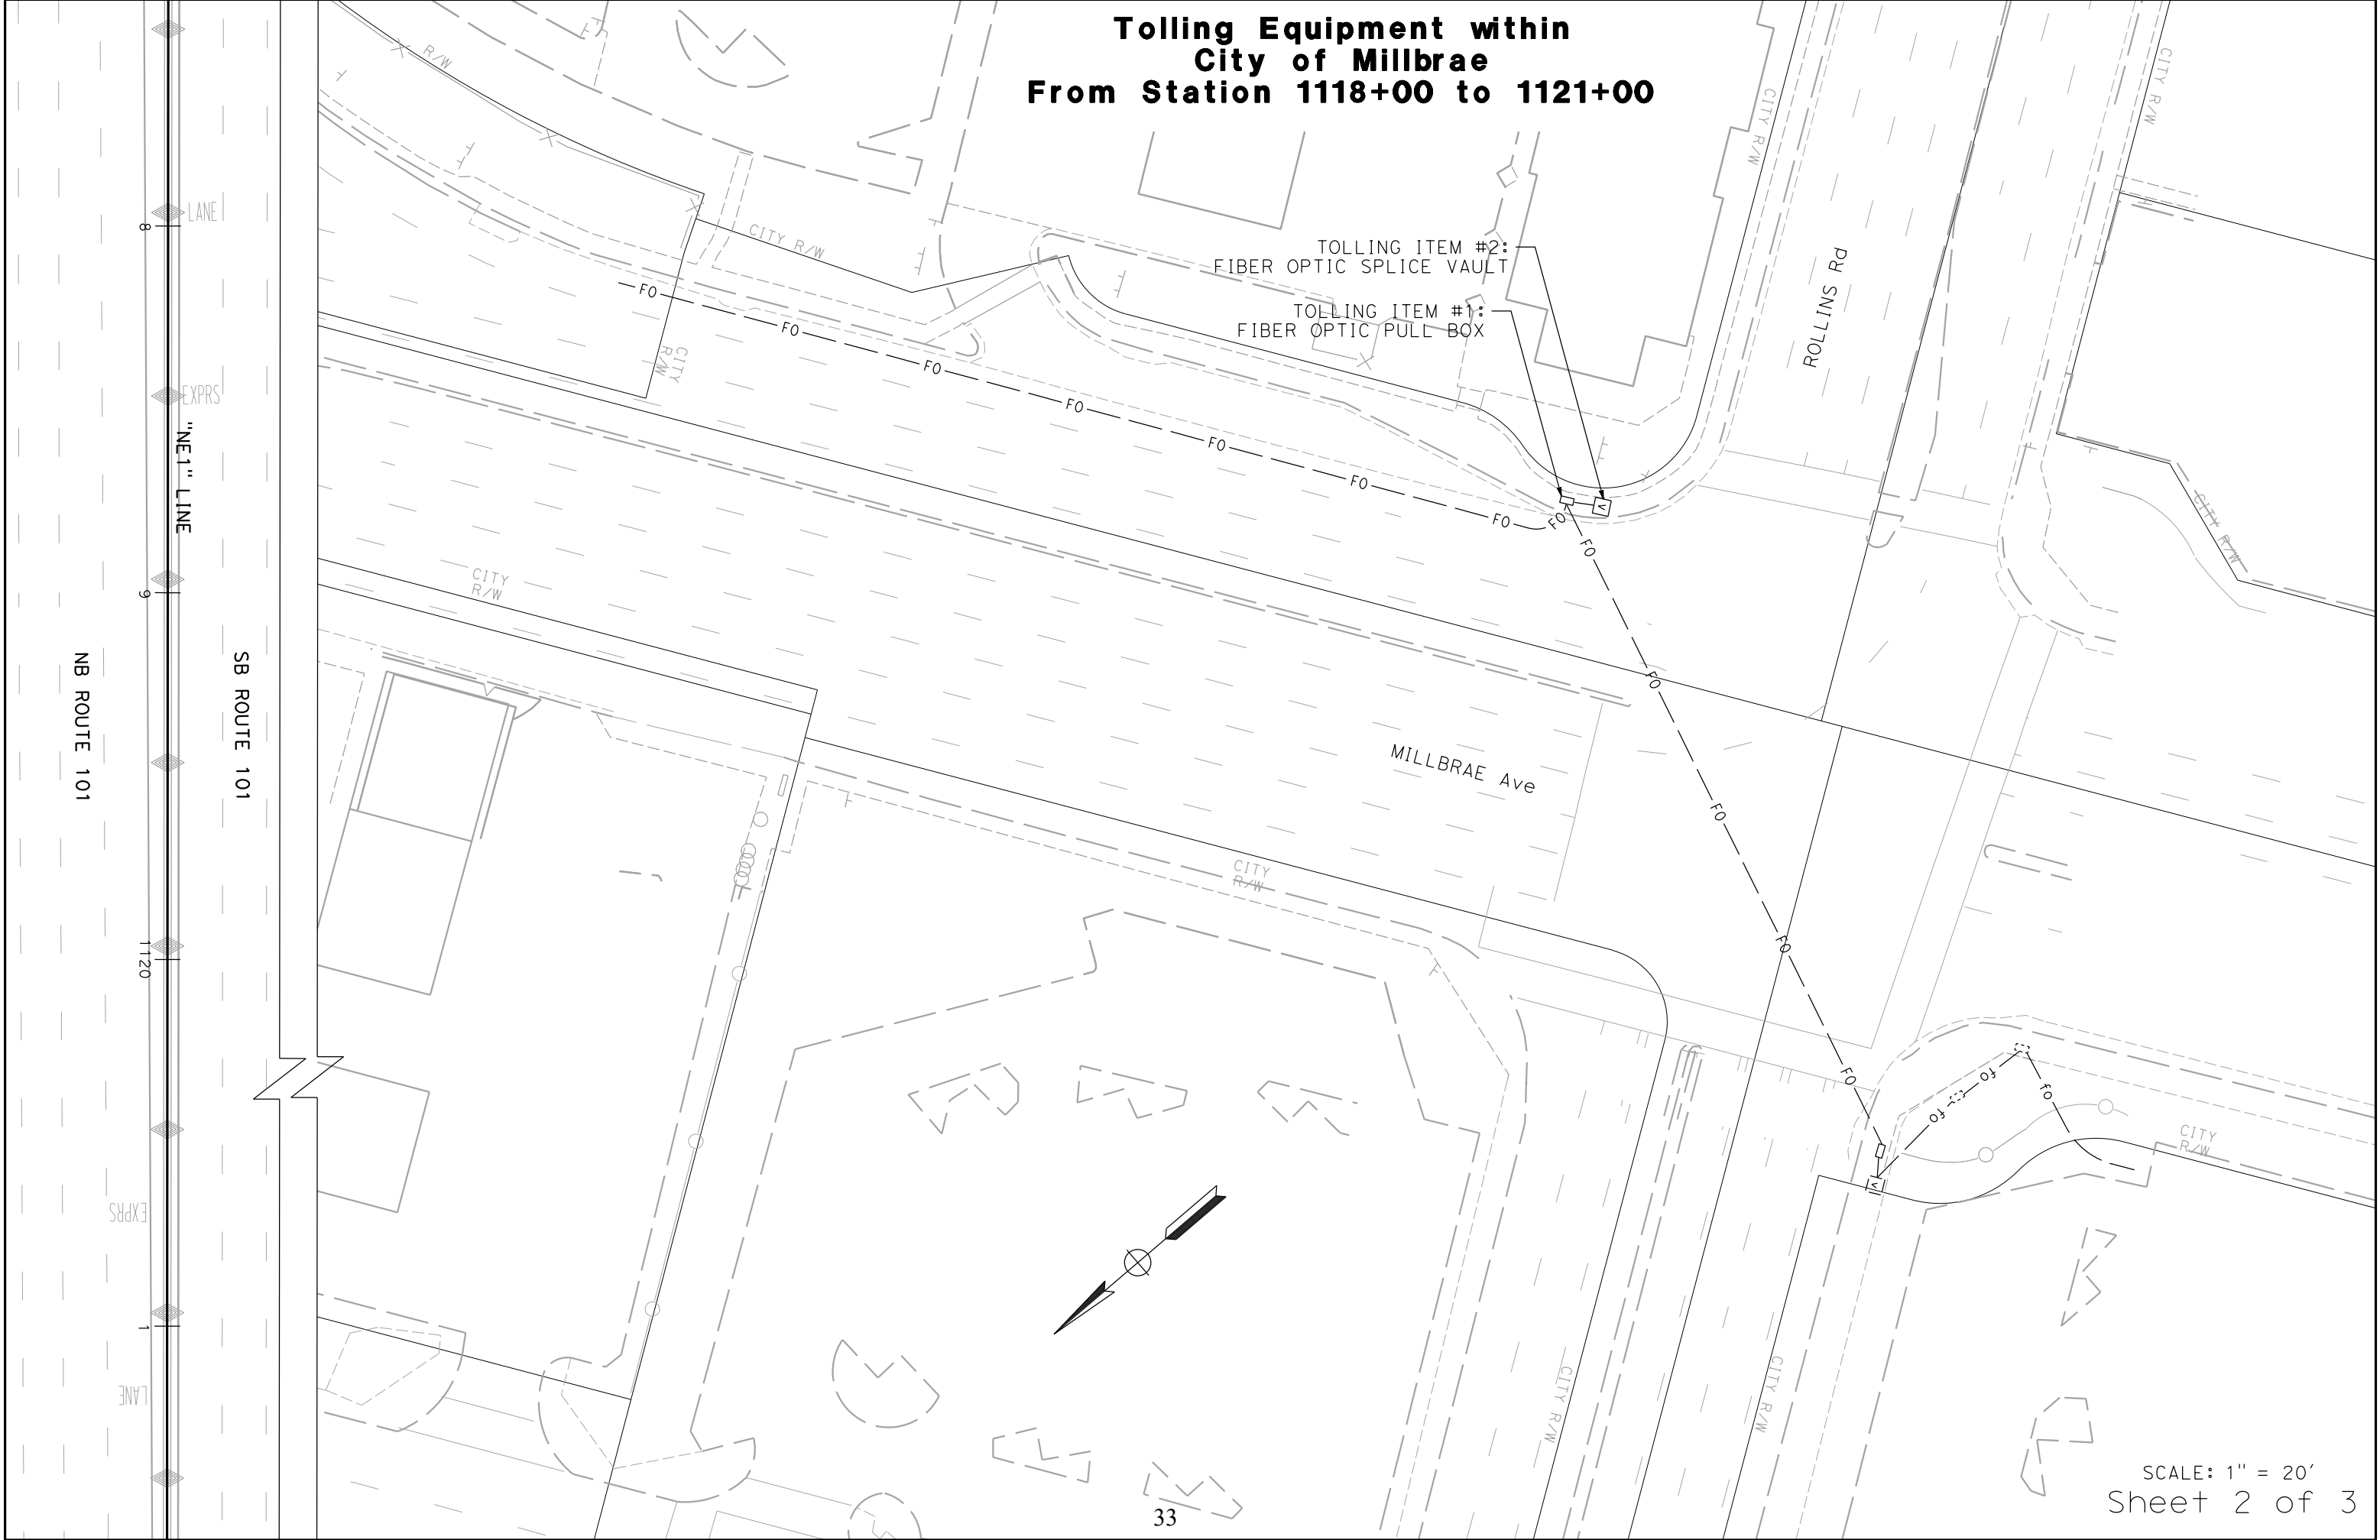 Tolling Equipment within
City of Millbrae
From Station 1118+00 to 1121+00
R/W
CITY R/W
CITY R/W
CITY R/W
LANE
8
CITY R/W
TOLLING ITEM #2:
FIBER OPTIC SPLICE VAULT
FO
TOLLING ITEM #1:
FIBER OPTIC PULL BOX
ROLLINS Rd
FO
CITY
R/W
FO
EXPRS
FO
"NE1" LINE
FO
FO
V
FO
FO
FO
CITY
R/W
9
NB ROUTE 101
SB ROUTE 101
FO
MILLBRAE Ave
FO
CITY
R/W
FO
1120
FO
fo
fo
fo
CITY
R/W
V
EXPRS
1
LANE
CITY R/W
CITY R/W
SCALE: 1" = 20'
Sheet 2 of 3
33